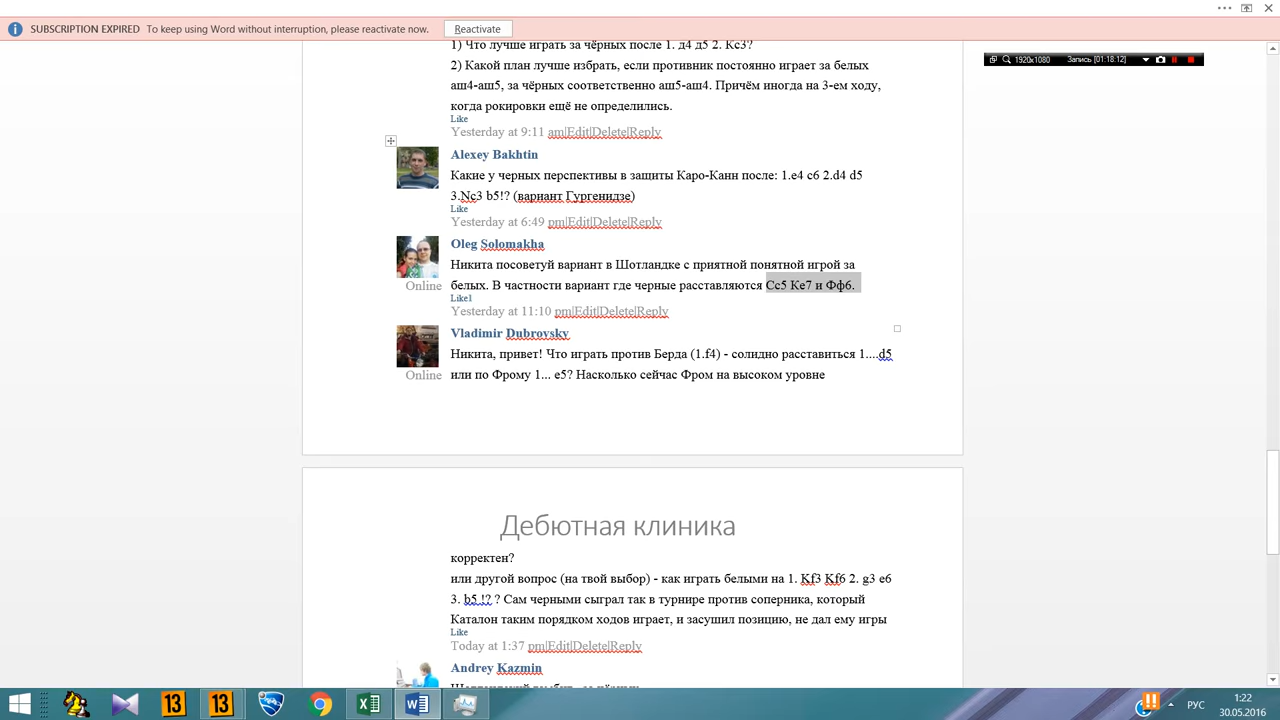 SUBSCRIPTION EXPIRED To keep using Word without interruption, please reactivate now. Reactivate
1) Что лучше играть за чёрных после 1. д4 д5 2. Кс3?
1920x1080 Запись [01:18:12]
2) Какой план лучше избрать, если противник постоянно играет за белых
аш4-аш5, за чёрных соответственно аш5-аш4. Причём иногда на 3-ем ходу,
когда рокировки ещё не определились.
Like
Yesterday at 9:11 am|Edit|Delete|Reply
Alexey Bakhtin
Какие у черных перспективы в защиты Каро-Канн после: 1.e4 c6 2.d4 d5
3.Nc3 b5!? (вариант Гургенидзе)
Like
Yesterday at 6:49 pm|Edit|Delete|Reply
Oleg Solomakha
Никита посоветуй вариант в Шотландке с приятной понятной игрой за
Online белых. В частности вариант где черные расставляются Сс5 Ке7 и Фф6.
Like1
Yesterday at 11:10 pm|Edit|Delete|Reply
Vladimir Dubrovsky
Никита, привет! Что играть против Берда (1.f4) - солидно расставиться 1....d5
Online или по Фрому 1... e5? Насколько сейчас Фром на высоком уровне
Дебютная клиника
корректен?
или другой вопрос (на твой выбор) - как играть белыми на 1. Kf3 Kf6 2. g3 e6
3. b5 !? ? Сам черными сыграл так в турнире против соперника, который
Каталон таким порядком ходов играет, и засушил позицию, не дал ему игры
Like
Today at 1:37 pm|Edit|Delete|Reply
Andrey Kazmin
13 13 РУС 1:22
30.05.2016